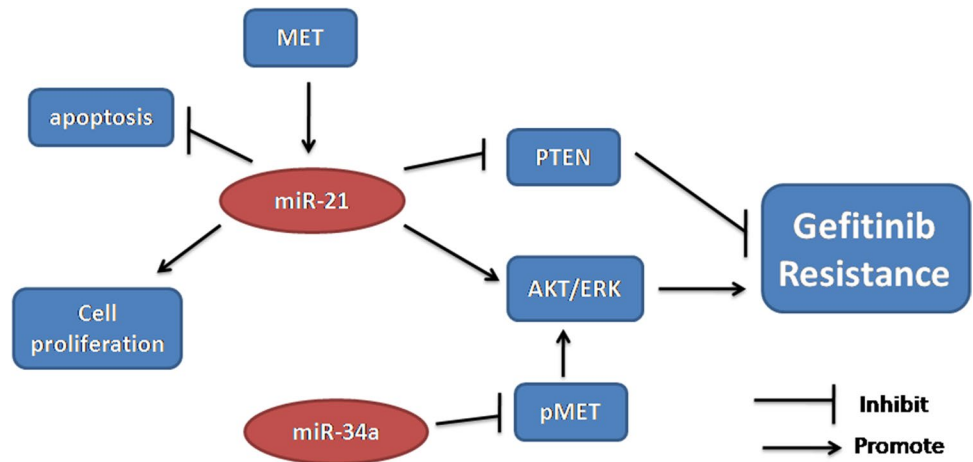 MET
apoptosis
miR-21
PTEN
Gefitinib
Resistance
AKT/ERK
Cell
proliferation
pMET
miR-34a
Inhibit
Promote